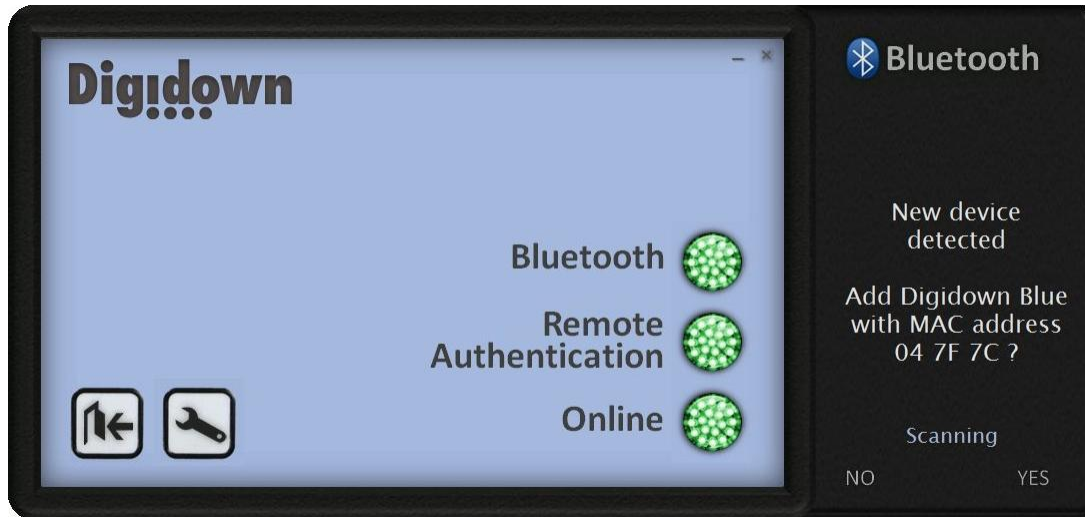 Digidown
Bluetooth
Remote
Authentication
Online
Bluetooth
New device
detected
Add Digidown Blue
with MAC address
04 7F 7C ?
Scanning
NO YES